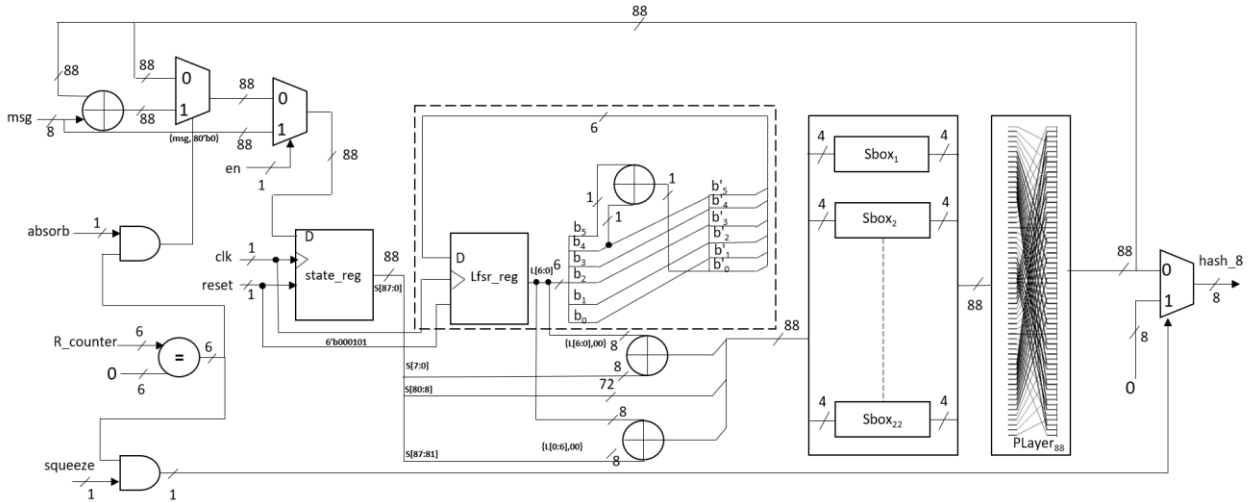 88
88
88
0
1
88
88
0
1
88
msg
8
88
(msg, 80'b0)
88
en
1
6
1
1
1
b5
b4
b3
b2
b1
b0
b'5
b'4
b'3
b'2
b'1
b'0
absorb
1
D
clk
1
state_reg
88
S[87:0]
reset
1
D
Lfsr_reg
L[6:0]
6
6'b000101
{L[6:0],00}
8
8
S[7:0]
S[80:8]
72
8
{L[0:6],00}
8
S[87:81]
88
R_counter
6
=
6
0
6
squeeze
1
1
4
Sbox1
4
4
Sbox2
4
4
Sbox22
4
88
PLayer88
88
0
1
hash_8
8
8
0